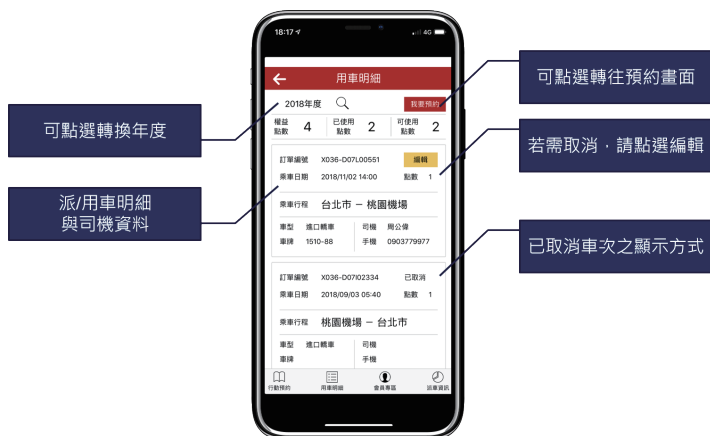 18:17
4G
用車明細
2018年度
我要預約
權益點數 4
已使用點數 2
可使用點數 2
訂單編號 X036-D07L00551 編輯
乘車日期 2018/11/02 14:00 點數 1
乘車行程 台北市 － 桃園機場
車型 進口轎車 司機 周公偉
車牌 1510-88 手機 0903779977
訂單編號 X036-D07I02334 已取消
乘車日期 2018/09/03 05:40 點數 1
乘車行程 桃園機場 － 台北市
車型 進口轎車 司機
車牌 手機
行動預約 用車明細 會員專區 派車資訊
可點選轉換年度
派/用車明細
與司機資料
可點選轉往預約畫面
若需取消，請點選編輯
已取消車次之顯示方式